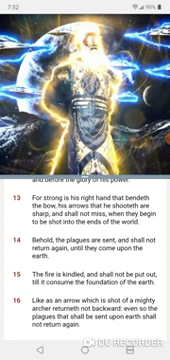 7:52
90%
and before the glory of his power.
13 For strong is his right hand that bendeth
the bow, his arrows that he shooteth are
sharp, and shall not miss, when they begin
to be shot into the ends of the world.
14 Behold, the plagues are sent, and shall not
return again, until they come upon the
earth.
15 The fire is kindled, and shall not be put out,
till it consume the foundation of the earth.
16 Like as an arrow which is shot of a mighty
archer returneth not backward: even so the
plagues that shall be sent upon earth shall
not return again.
DU RECORDER